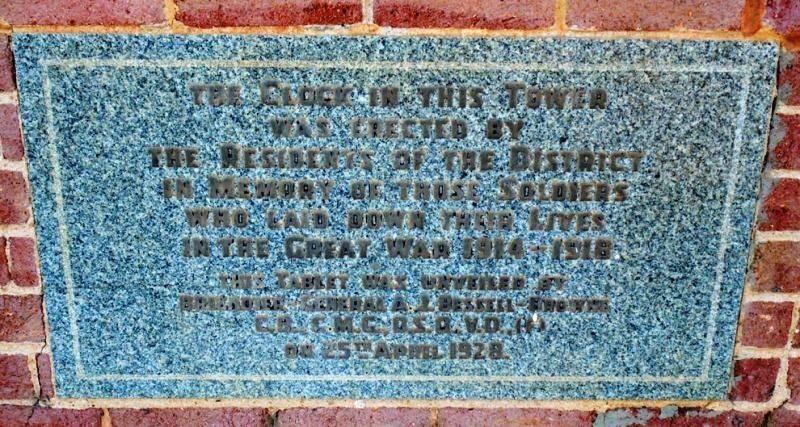 THE CLOCK IN THIS TOWER
WAS ERECTED BY
THE RESIDENTS OF THE DISTRICT
IN MEMORY OF THOSE SOLDIERS
WHO LAID DOWN THEIR LIVES
IN THE GREAT WAR 1914-1918
THIS TABLET WAS UNVEILED BY
BRIGADIER-GENERAL A.J. BESSELL-BROWNE
C.B., C.M.G., D.S.O., V.D.
ON 25TH APRIL 1928.